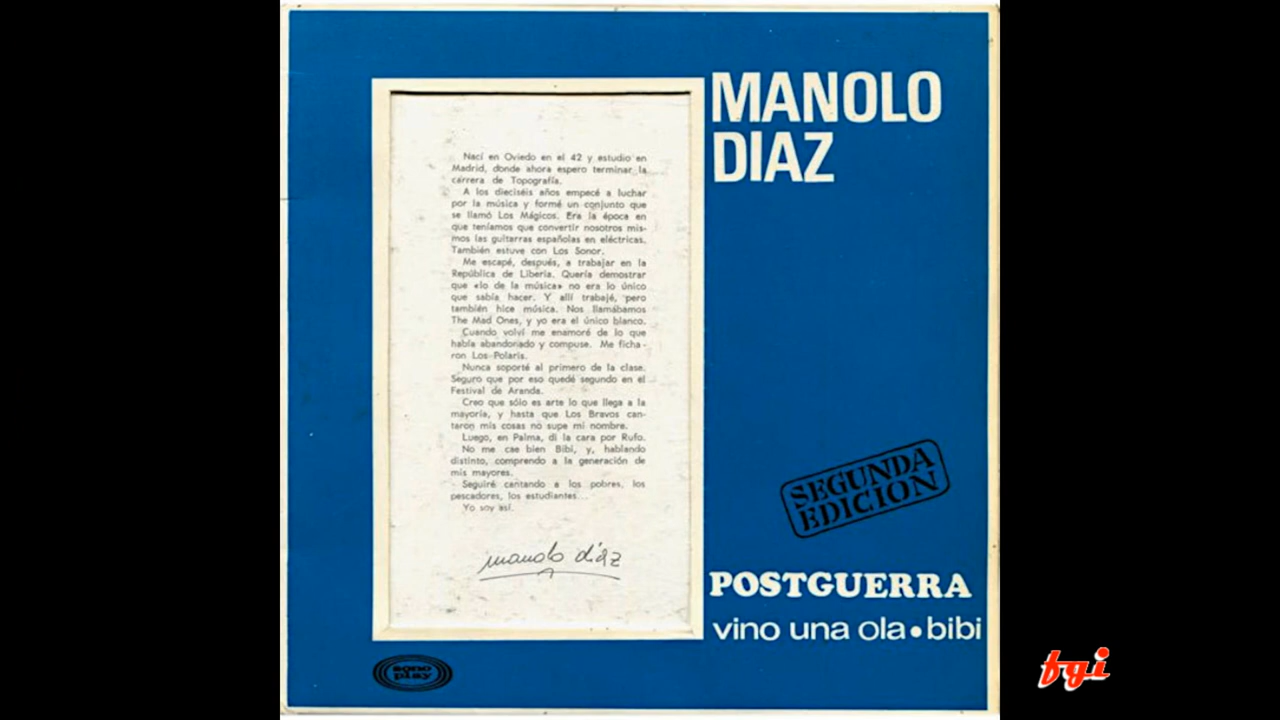 MANOLO
DIAZ
Nací en Oviedo en el 42 y estudio en
Madrid, donde ahora espero terminar la
carrera de Topografía.
A los dieciséis años empecé a luchar
por la música y formé un conjunto que
se llamó Los Mágicos. Era la época en
que teníamos que convertir nosotros mis-
mos las guitarras españolas en eléctricas.
También estuve con Los Sonor.
Me escapé, después, a trabajar en la
República de Liberia. Quería demostrar
que «lo de la música» no era lo único
que sabía hacer. Y allí trabajé, pero
también hice música. Nos llamábamos
The Mad Ones, y yo era el único blanco.
Cuando volví me enamoré de lo que
había abandonado y compuse. Me ficha-
ron Los Polaris.
Nunca soporté al primero de la clase.
Seguro que por eso quedé segundo en el
Festival de Aranda.
Creo que sólo es arte lo que llega a la
mayoría, y hasta que Los Bravos can-
taron mis cosas no supe mi nombre.
Luego, en Palma, di la cara por Rufo.
No me cae bien Bibi, y, hablando
distinto, comprendo a la generación de
mis mayores.
Seguiré cantando a los pobres, los
pescadores, los estudiantes...
Yo soy así.
manolo díaz
SEGUNDA
EDICION
POSTGUERRA
vino una ola • bibi
sono
play
fgi